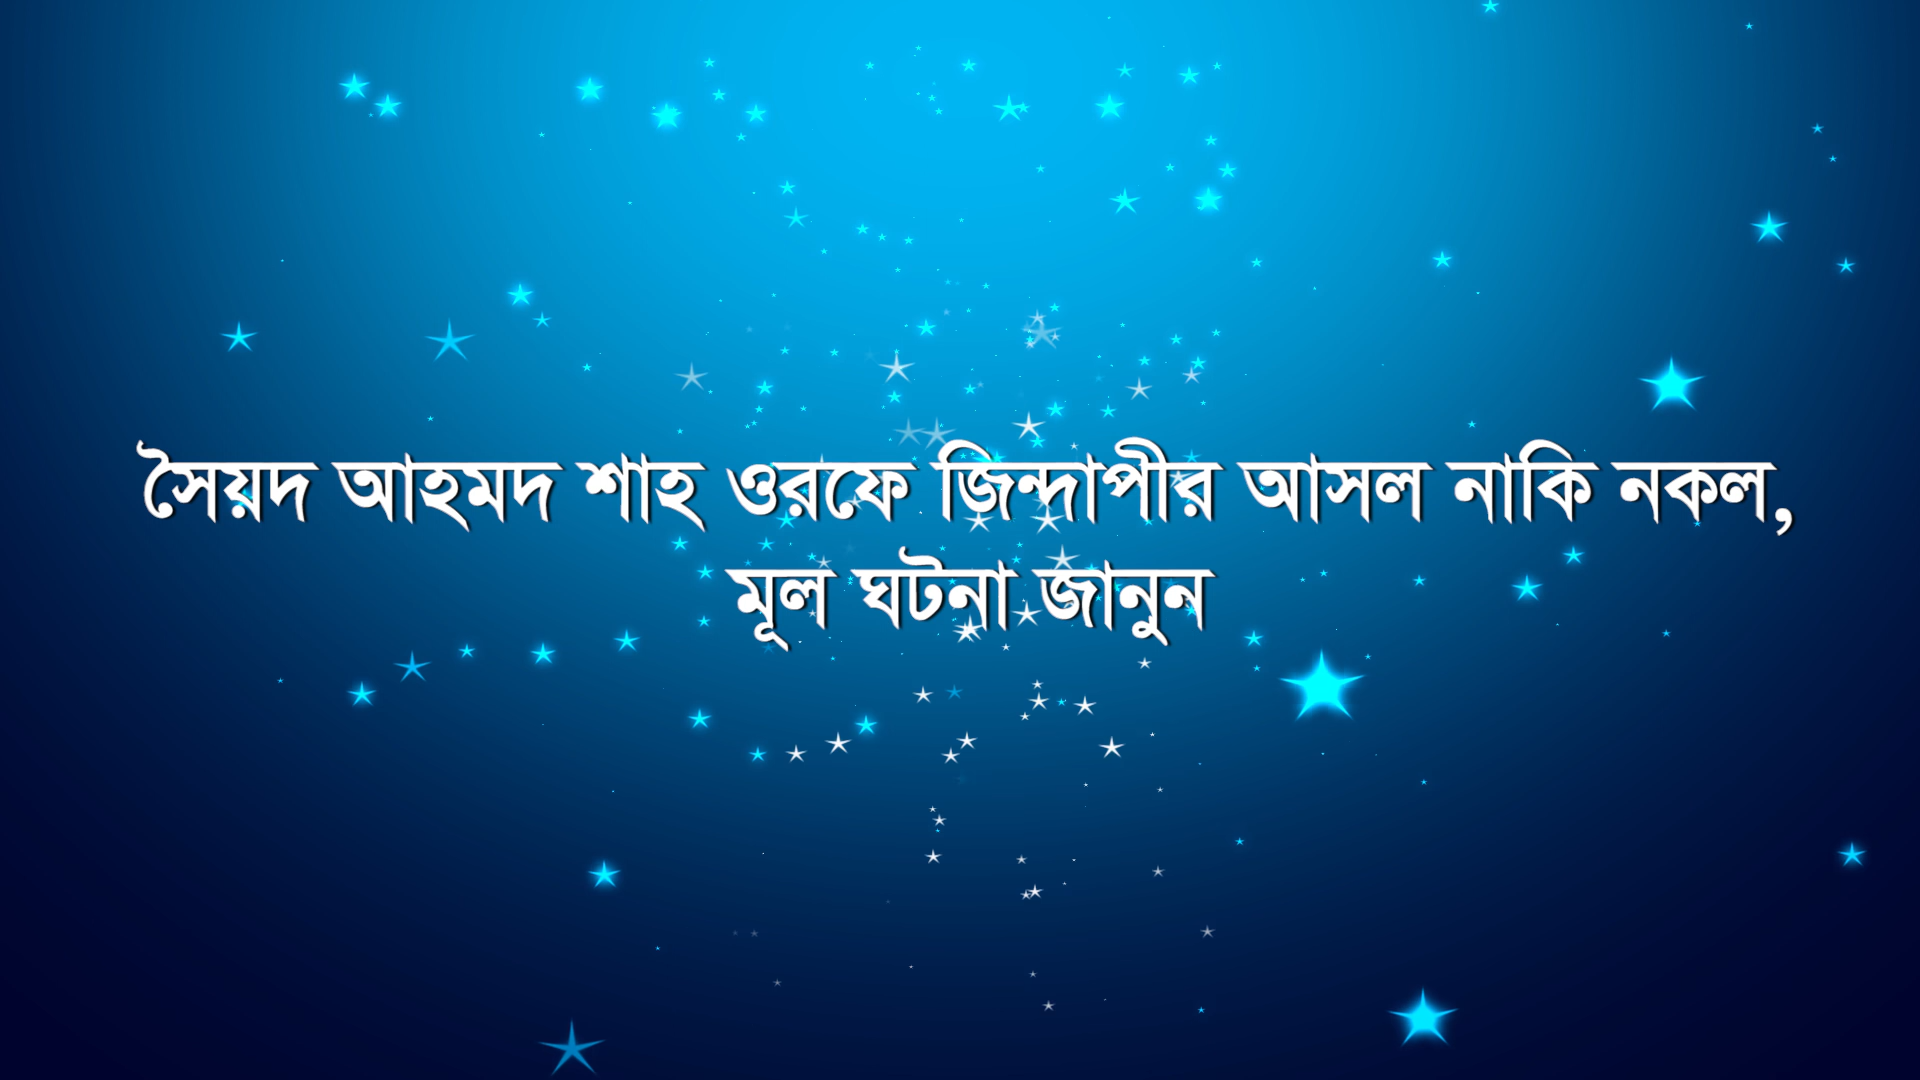 সৈয়দ আহমদ শাহ ওরফে জিন্দাপীর আসল নাকি নকল,
মূল ঘটনা জানুন